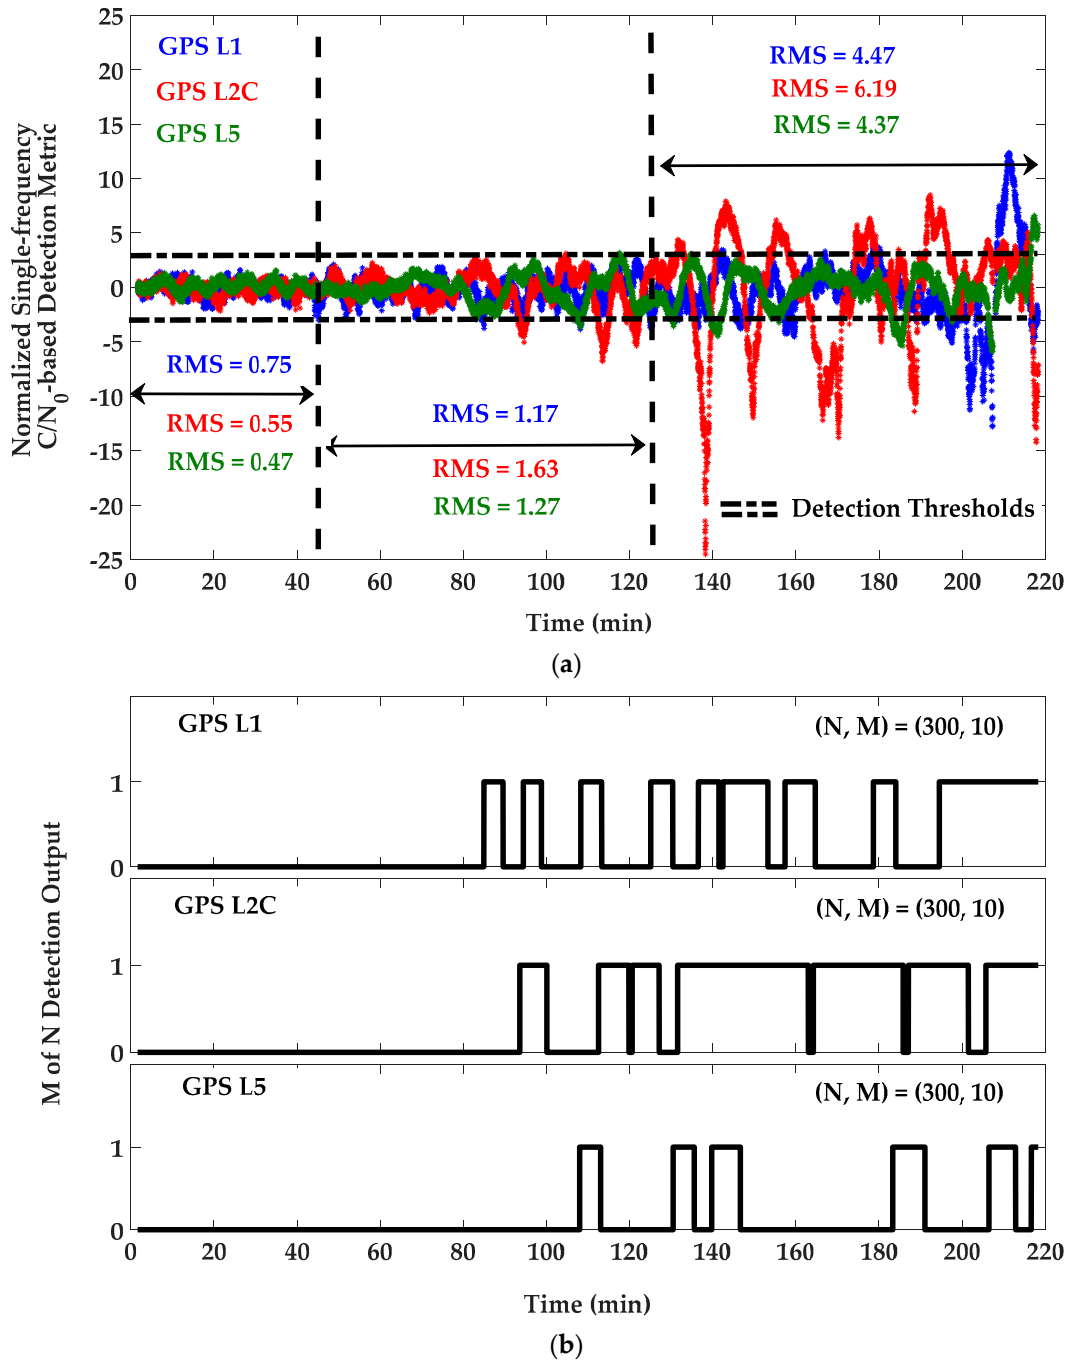 25
20
15
10
5
0
-5
-10
-15
-20
-25
Normalized Single-frequency
C/N0-based Detection Metric
GPS L1
GPS L2C
GPS L5
RMS = 4.47
RMS = 6.19
RMS = 4.37
RMS = 0.75
RMS = 0.55
RMS = 0.47
RMS = 1.17
RMS = 1.63
RMS = 1.27
Detection Thresholds
0 20 40 60 80 100 120 140 160 180 200 220
Time (min)
(a)
M of N Detection Output
GPS L1
(N, M) = (300, 10)
1
0
GPS L2C
(N, M) = (300, 10)
1
0
GPS L5
(N, M) = (300, 10)
1
0
0 20 40 60 80 100 120 140 160 180 200 220
Time (min)
(b)